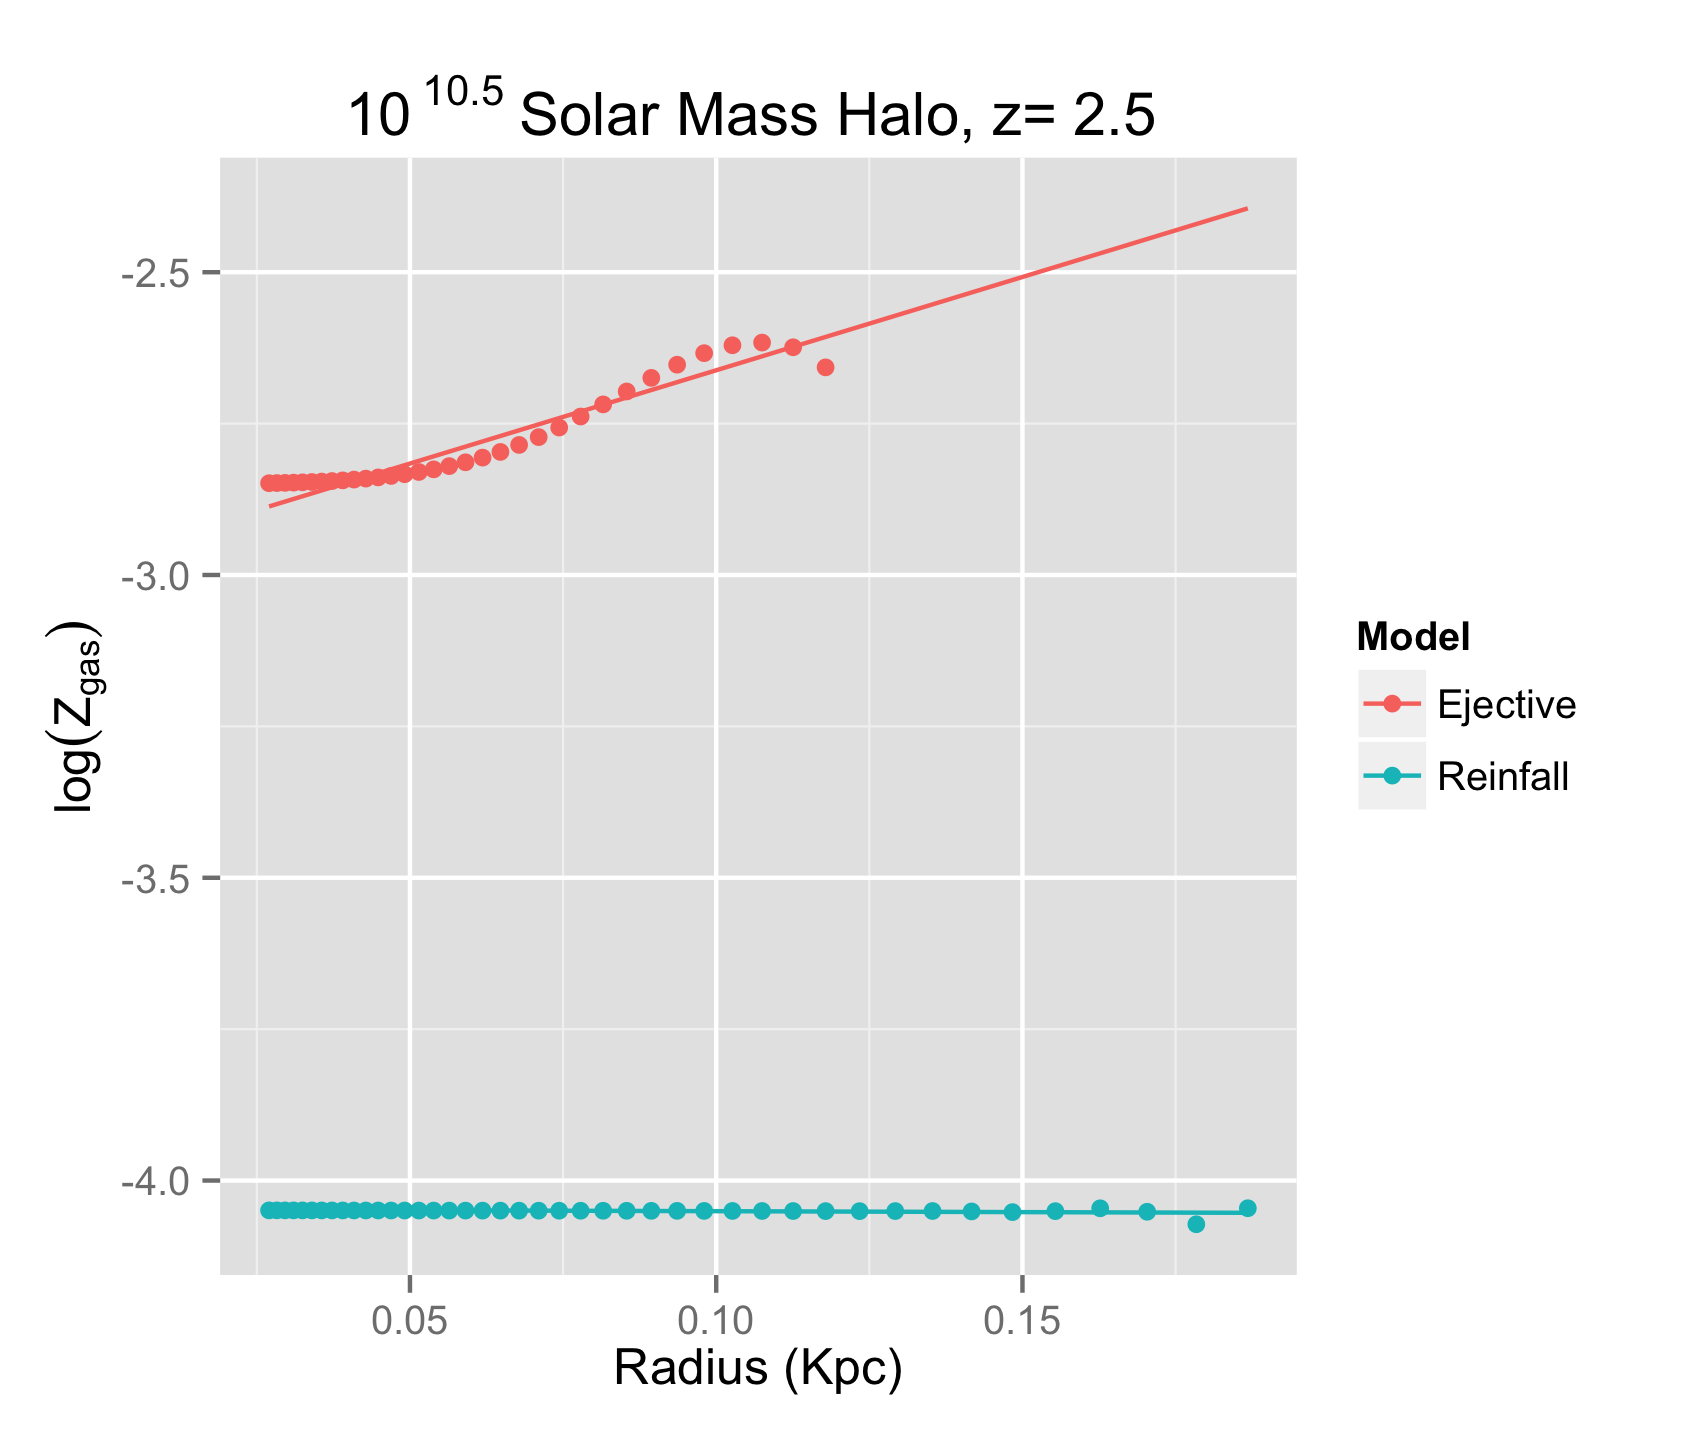 10 10.5 Solar Mass Halo, z= 2.5
-2.5
-3.0
-3.5
-4.0
log(Zgas)
0.05 0.10 0.15
Radius (Kpc)
Model
Ejective
Reinfall